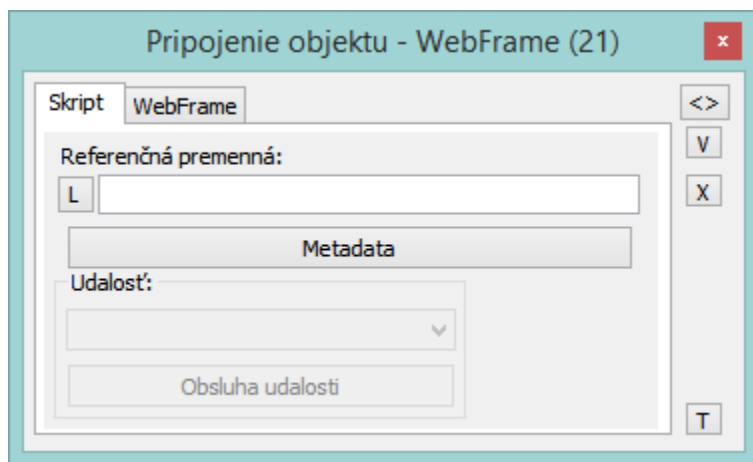 Pripojenie objektu - WebFrame (21)
x
Skript
WebFrame
<>
V
Referenčná premenná:
L
X
Metadata
Udalosť:
Obsluha udalosti
T